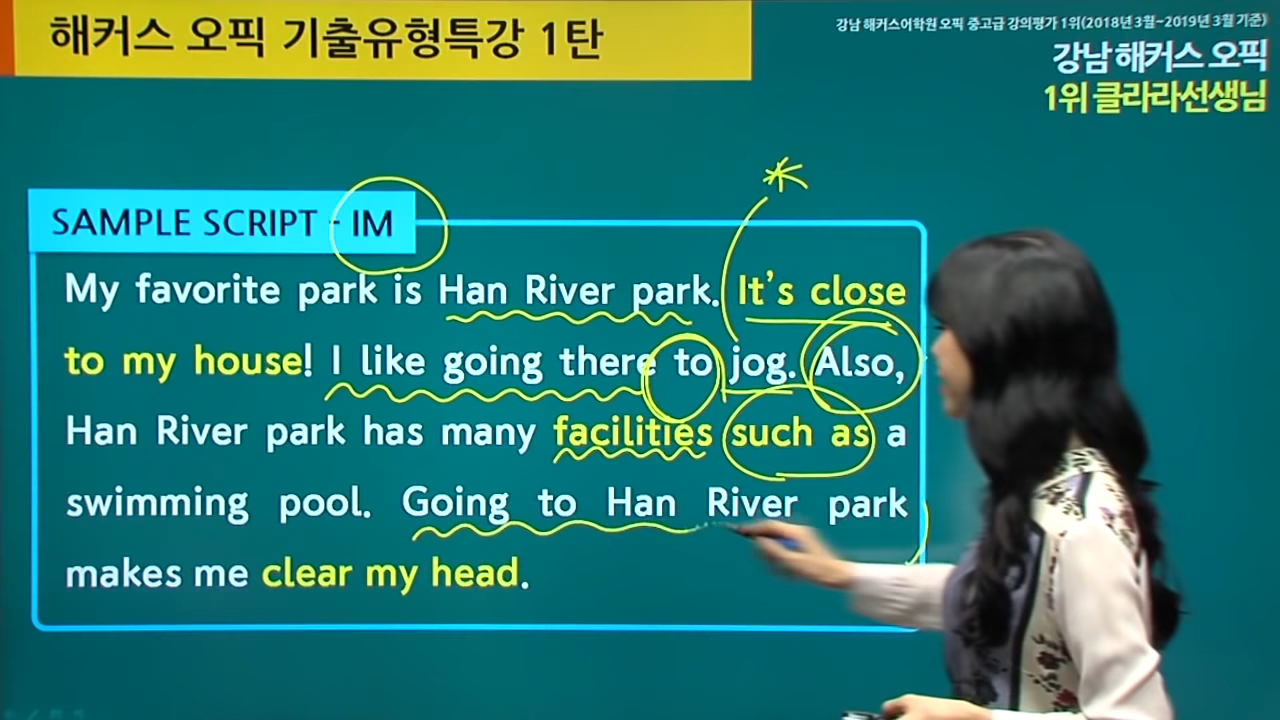 해커스 오픽 기출유형특강 1탄
강남 해커스어학원 오픽 중고급 강의평가 1위(2018년 3월~2019년 3월 기준)
강남 해커스 오픽
1위 클라라선생님
SAMPLE SCRIPT - IM
My favorite park is Han River park. It's close
to my house! I like going there to jog. Also,
Han River park has many facilities such as a
swimming pool. Going to Han River park
makes me clear my head.